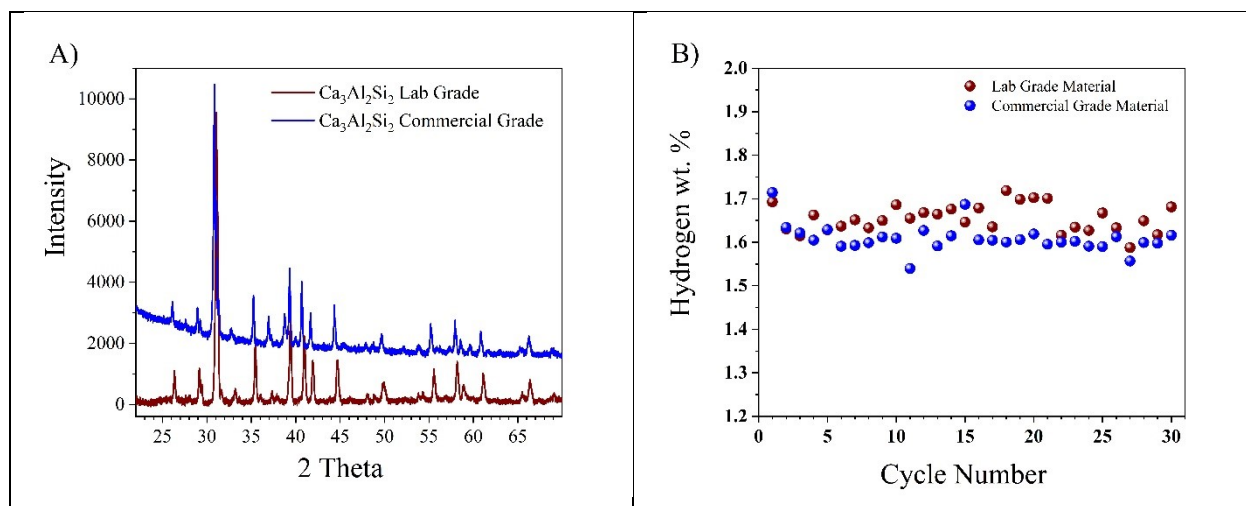 A)
Ca₃Al₂Si₂ Lab Grade
Ca₃Al₂Si₂ Commercial Grade
10000
8000
6000
4000
2000
0
Intensity
25 30 35 40 45 50 55 60 65
2 Theta
B)
Lab Grade Material
Commercial Grade Material
2.0
1.9
1.8
1.7
1.6
1.5
1.4
1.3
1.2
Hydrogen wt. %
0 5 10 15 20 25 30
Cycle Number